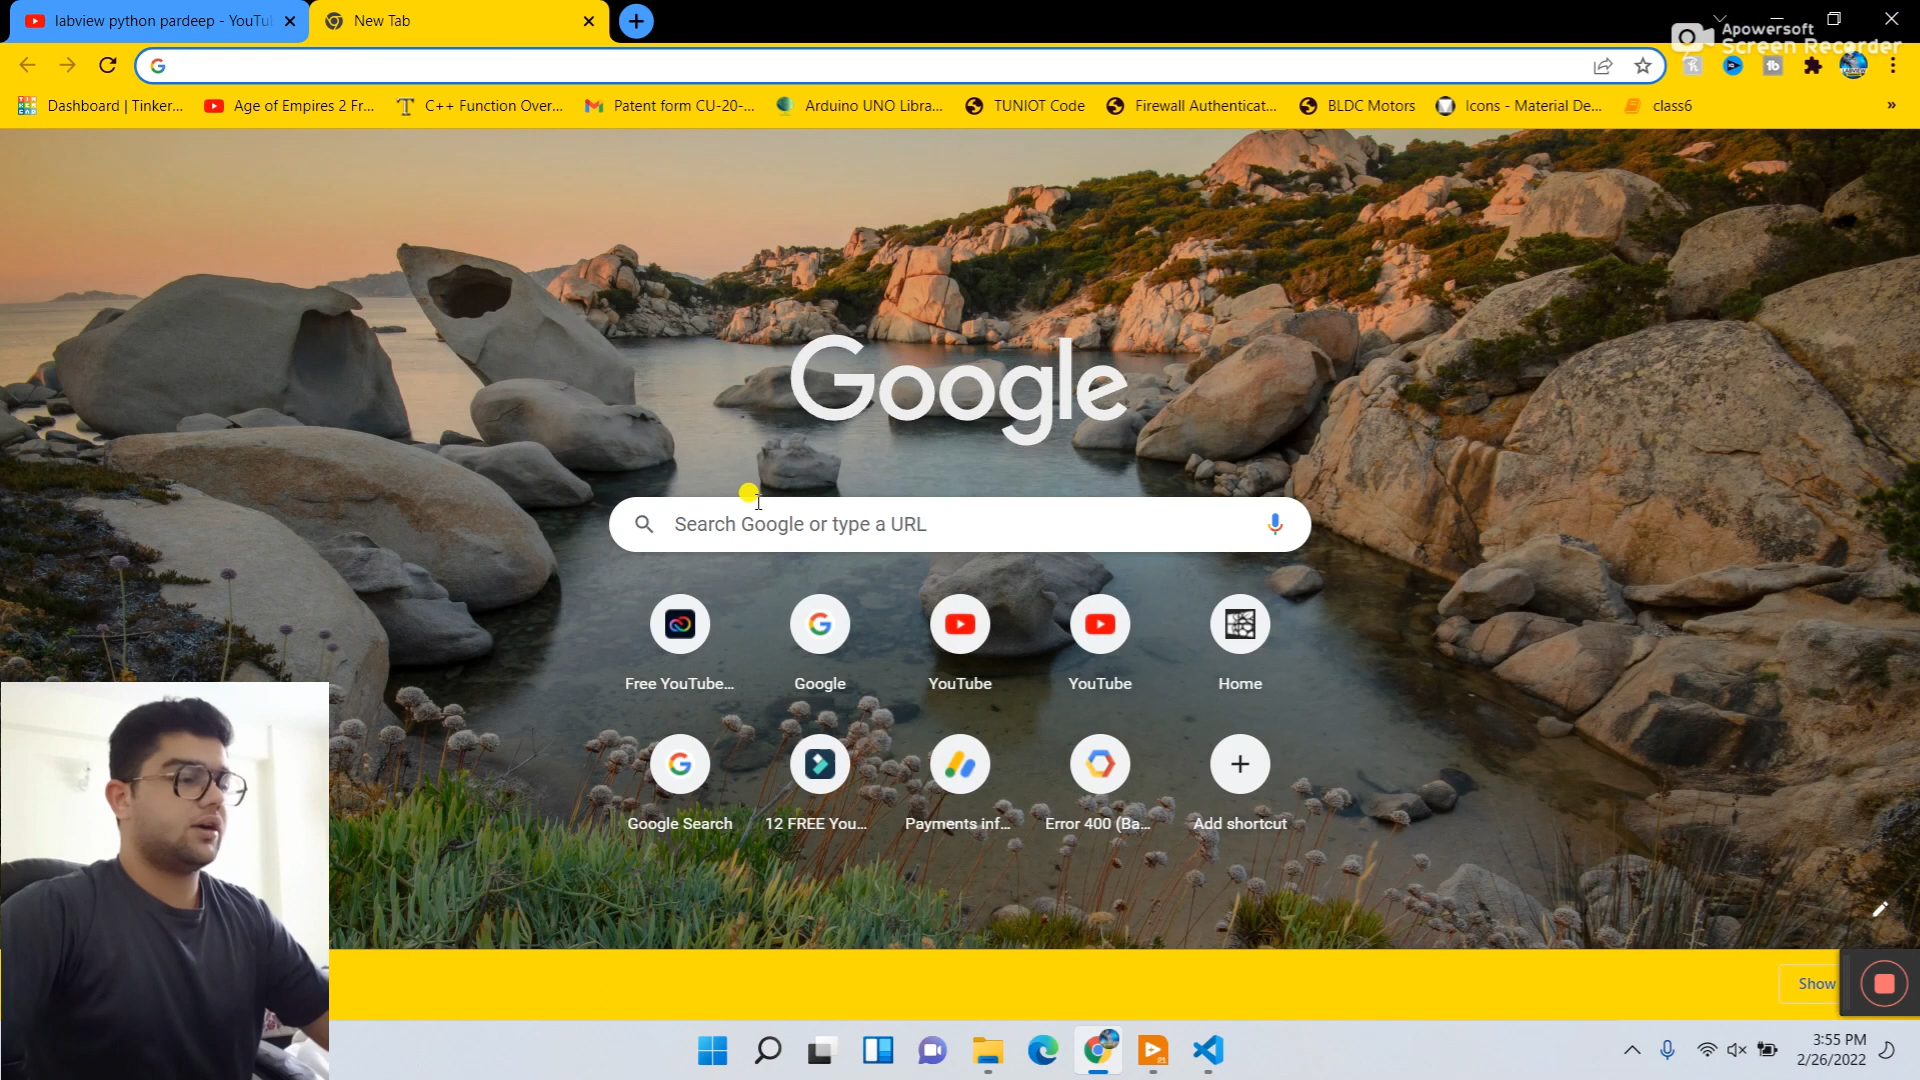 labview python pardeep - YouTu
New Tab
Apowersoft
Screen Recorder
Dashboard | Tinker...
Age of Empires 2 Fr...
C++ Function Over...
Patent form CU-20-...
Arduino UNO Libra...
TUNIOT Code
Firewall Authenticat...
BLDC Motors
Icons - Material De...
class6
»
Google
Search Google or type a URL
Free YouTube...
Google
YouTube
YouTube
Home
Google Search
12 FREE You...
Payments inf...
Error 400 (Ba...
Add shortcut
Show
3:55 PM
2/26/2022